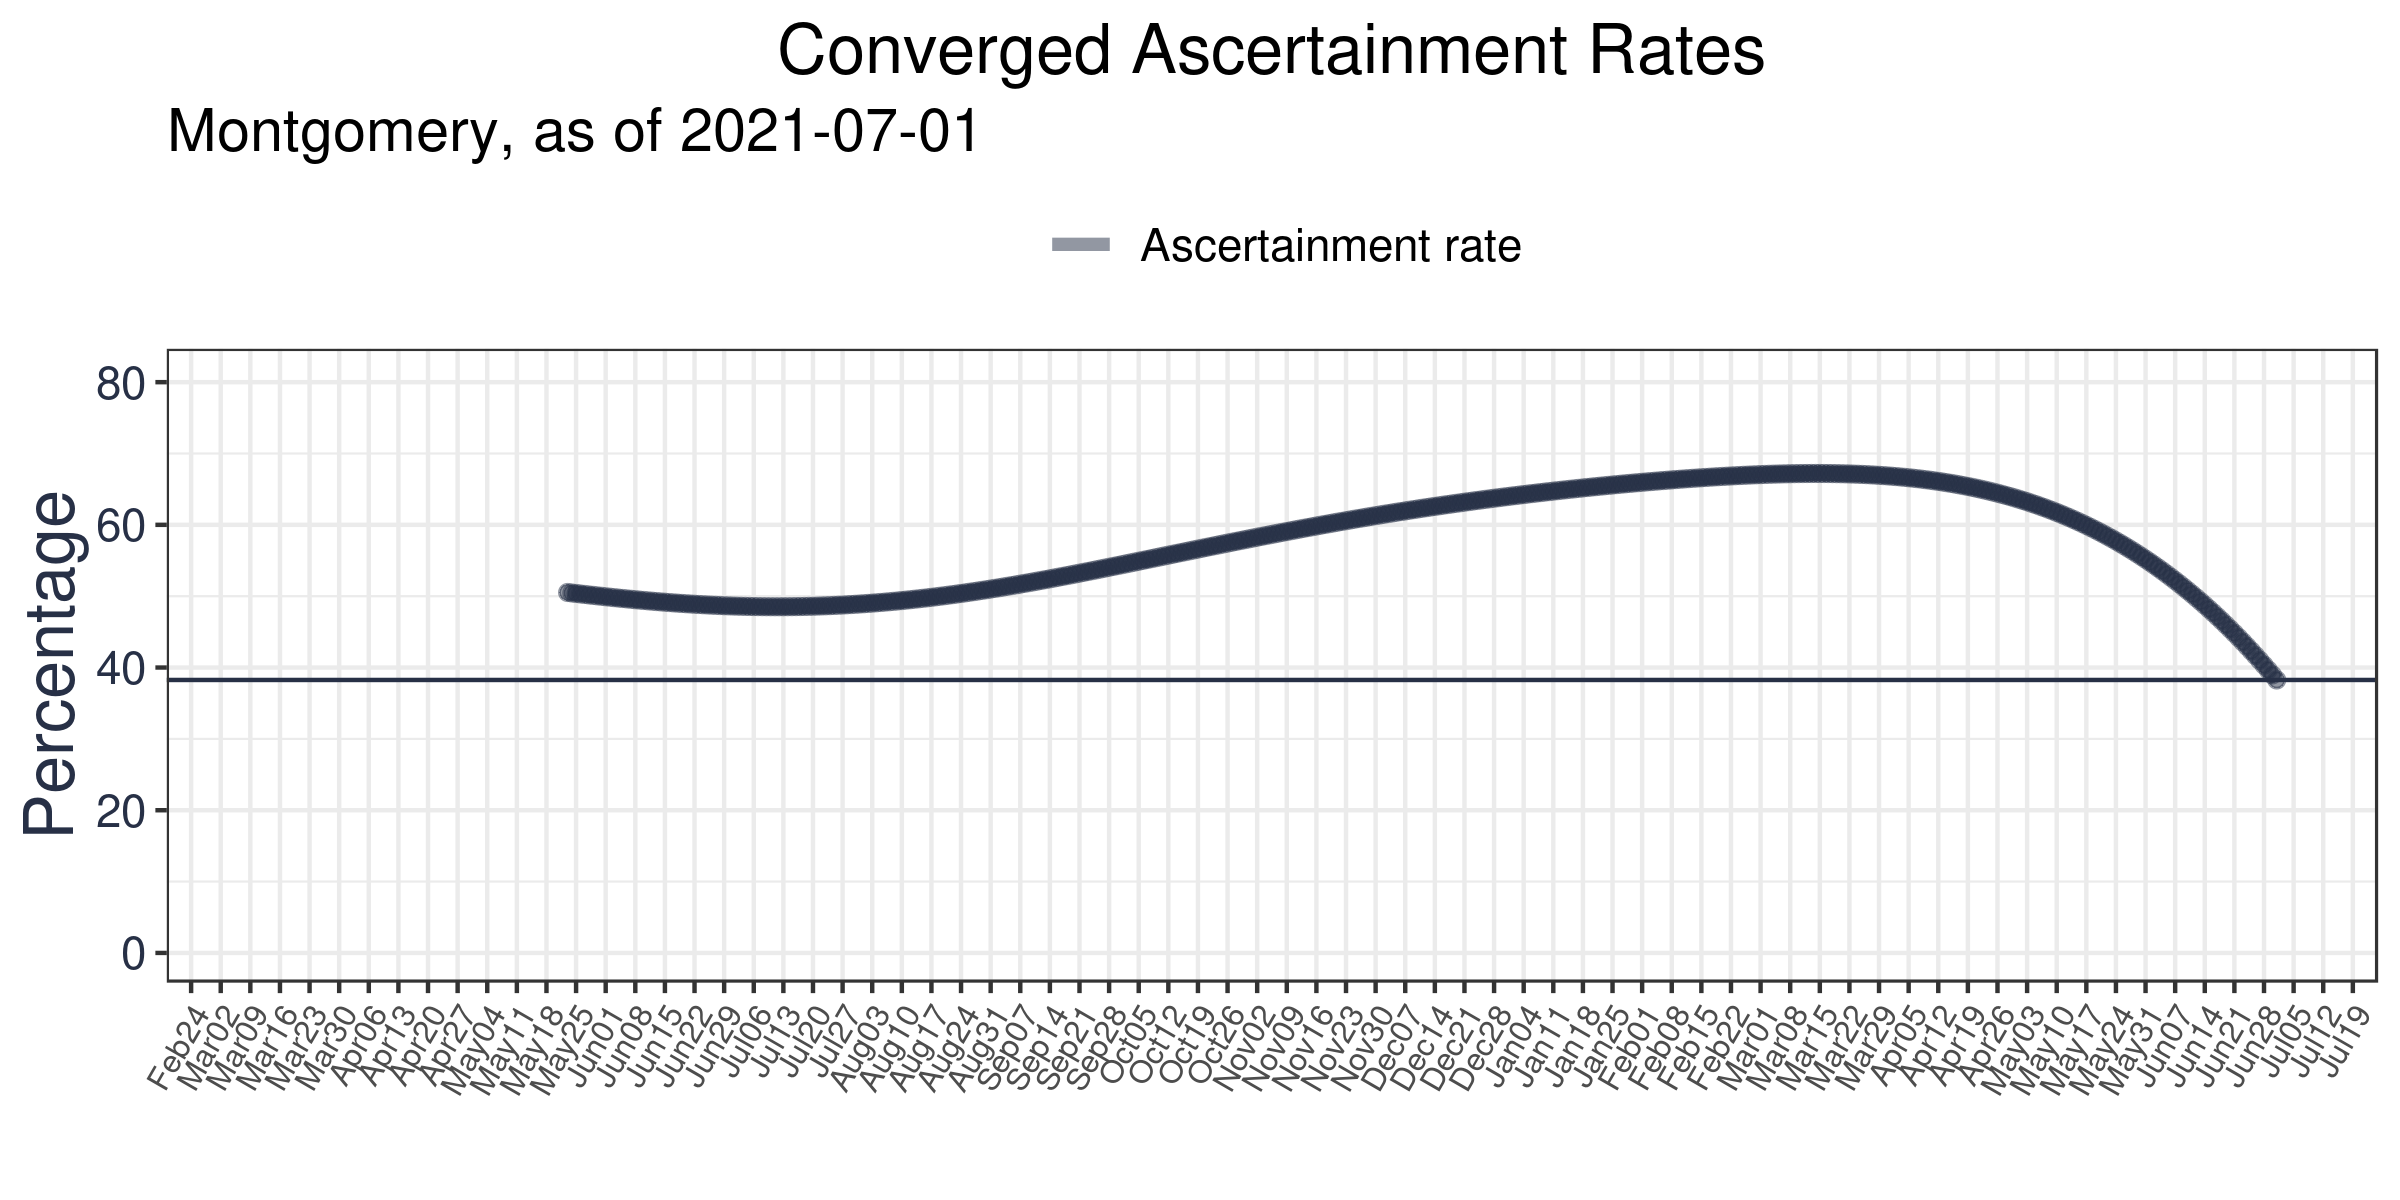 Converged Ascertainment Rates
Montgomery, as of 2021-07-01
Ascertainment rate
Percentage
80
60
40
20
0
Feb24
Mar02
Mar09
Mar16
Mar23
Mar30
Apr06
Apr13
Apr20
Apr27
May04
May11
May18
May25
Jun01
Jun08
Jun15
Jun22
Jun29
Jul06
Jul13
Jul20
Jul27
Aug03
Aug10
Aug17
Aug24
Aug31
Sep07
Sep14
Sep21
Sep28
Oct05
Oct12
Oct19
Oct26
Nov02
Nov09
Nov16
Nov23
Nov30
Dec07
Dec14
Dec21
Dec28
Jan04
Jan11
Jan18
Jan25
Feb01
Feb08
Feb15
Feb22
Mar01
Mar08
Mar15
Mar22
Mar29
Apr05
Apr12
Apr19
Apr26
May03
May10
May17
May24
May31
Jun07
Jun14
Jun21
Jun28
Jul05
Jul12
Jul19